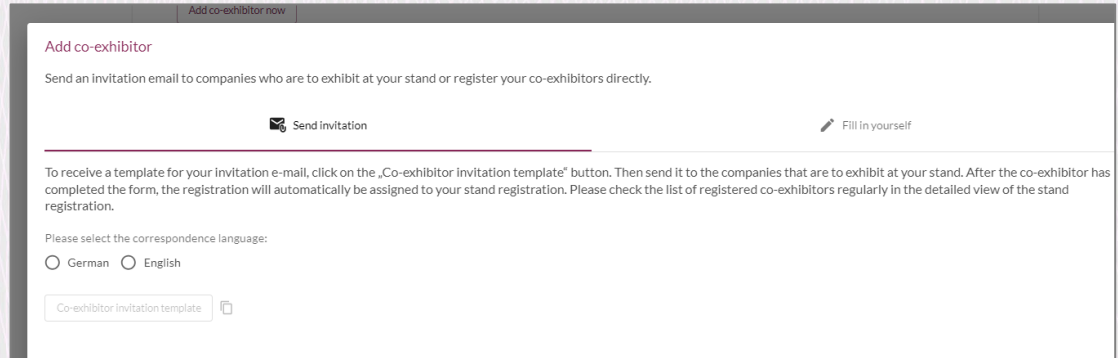 Add co-exhibitor now
Add co-exhibitor
Send an invitation email to companies who are to exhibit at your stand or register your co-exhibitors directly.
Send invitation
Fill in yourself
To receive a template for your invitation e-mail, click on the „Co-exhibitor invitation template“ button. Then send it to the companies that are to exhibit at your stand. After the co-exhibitor has
completed the form, the registration will automatically be assigned to your stand registration. Please check the list of registered co-exhibitors regularly in the detailed view of the stand
registration.
Please select the correspondence language:
German English
Co-exhibitor invitation template